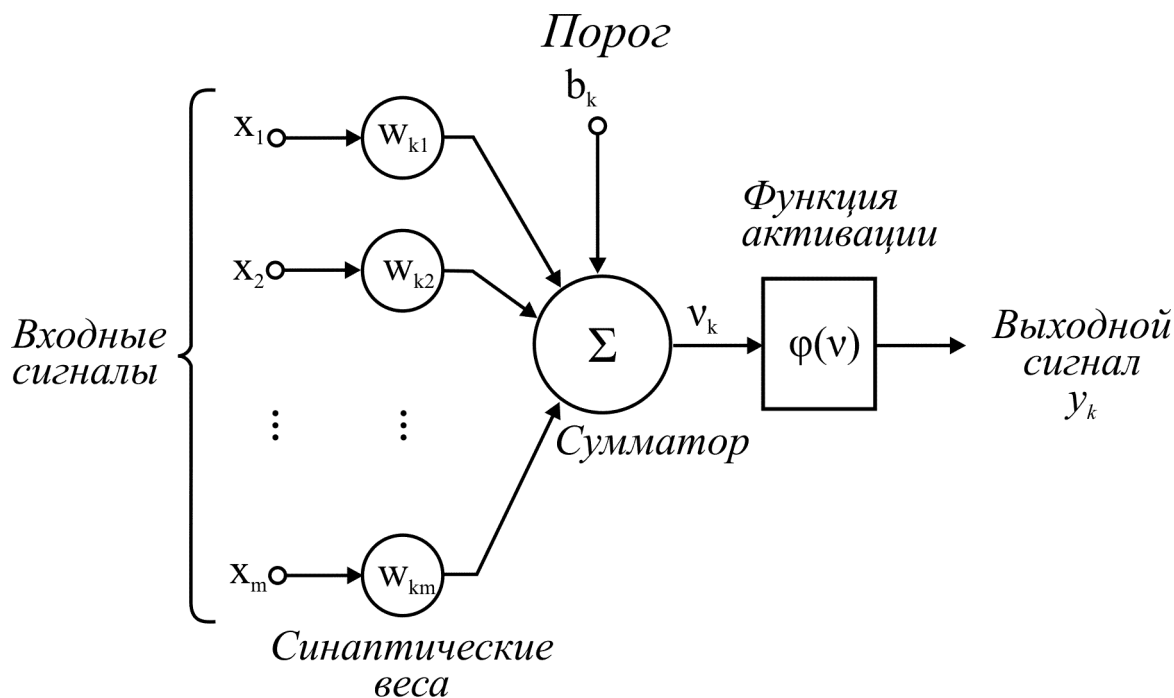 Порог
b_k
x_1
w_k1
Функция
активации
x_2
w_k2
Входные
сигналы
Σ
v_k
φ(v)
Выходной
сигнал
y_k
⋮ ⋮
Сумматор
x_m
w_km
Синаптические
веса